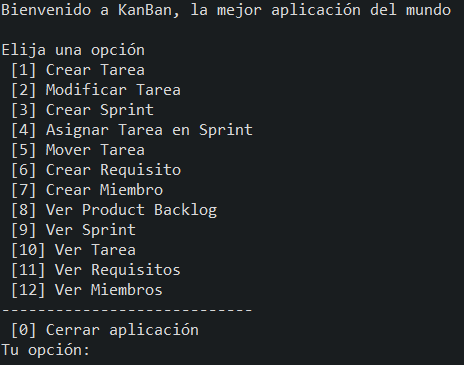 Bienvenido a KanBan, la mejor aplicación del mundo
Elija una opción
[1] Crear Tarea
[2] Modificar Tarea
[3] Crear Sprint
[4] Asignar Tarea en Sprint
[5] Mover Tarea
[6] Crear Requisito
[7] Crear Miembro
[8] Ver Product Backlog
[9] Ver Sprint
[10] Ver Tarea
[11] Ver Requisitos
[12] Ver Miembros
----------------------------
[0] Cerrar aplicación
Tu opción: